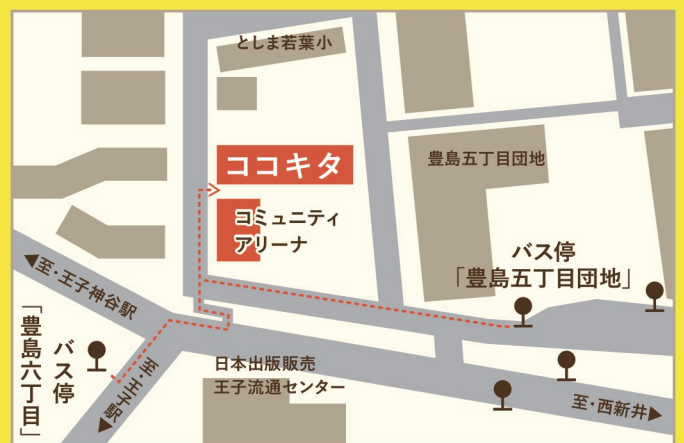 としま若葉小
ココキタ
豊島五丁目団地
コミュニティ
アリーナ
バス停
「豊島五丁目団地」
◀至・王子神谷駅
「豊島六丁目」
バス停
至・王子駅▶
日本出版販売
王子流通センター
至・西新井▶